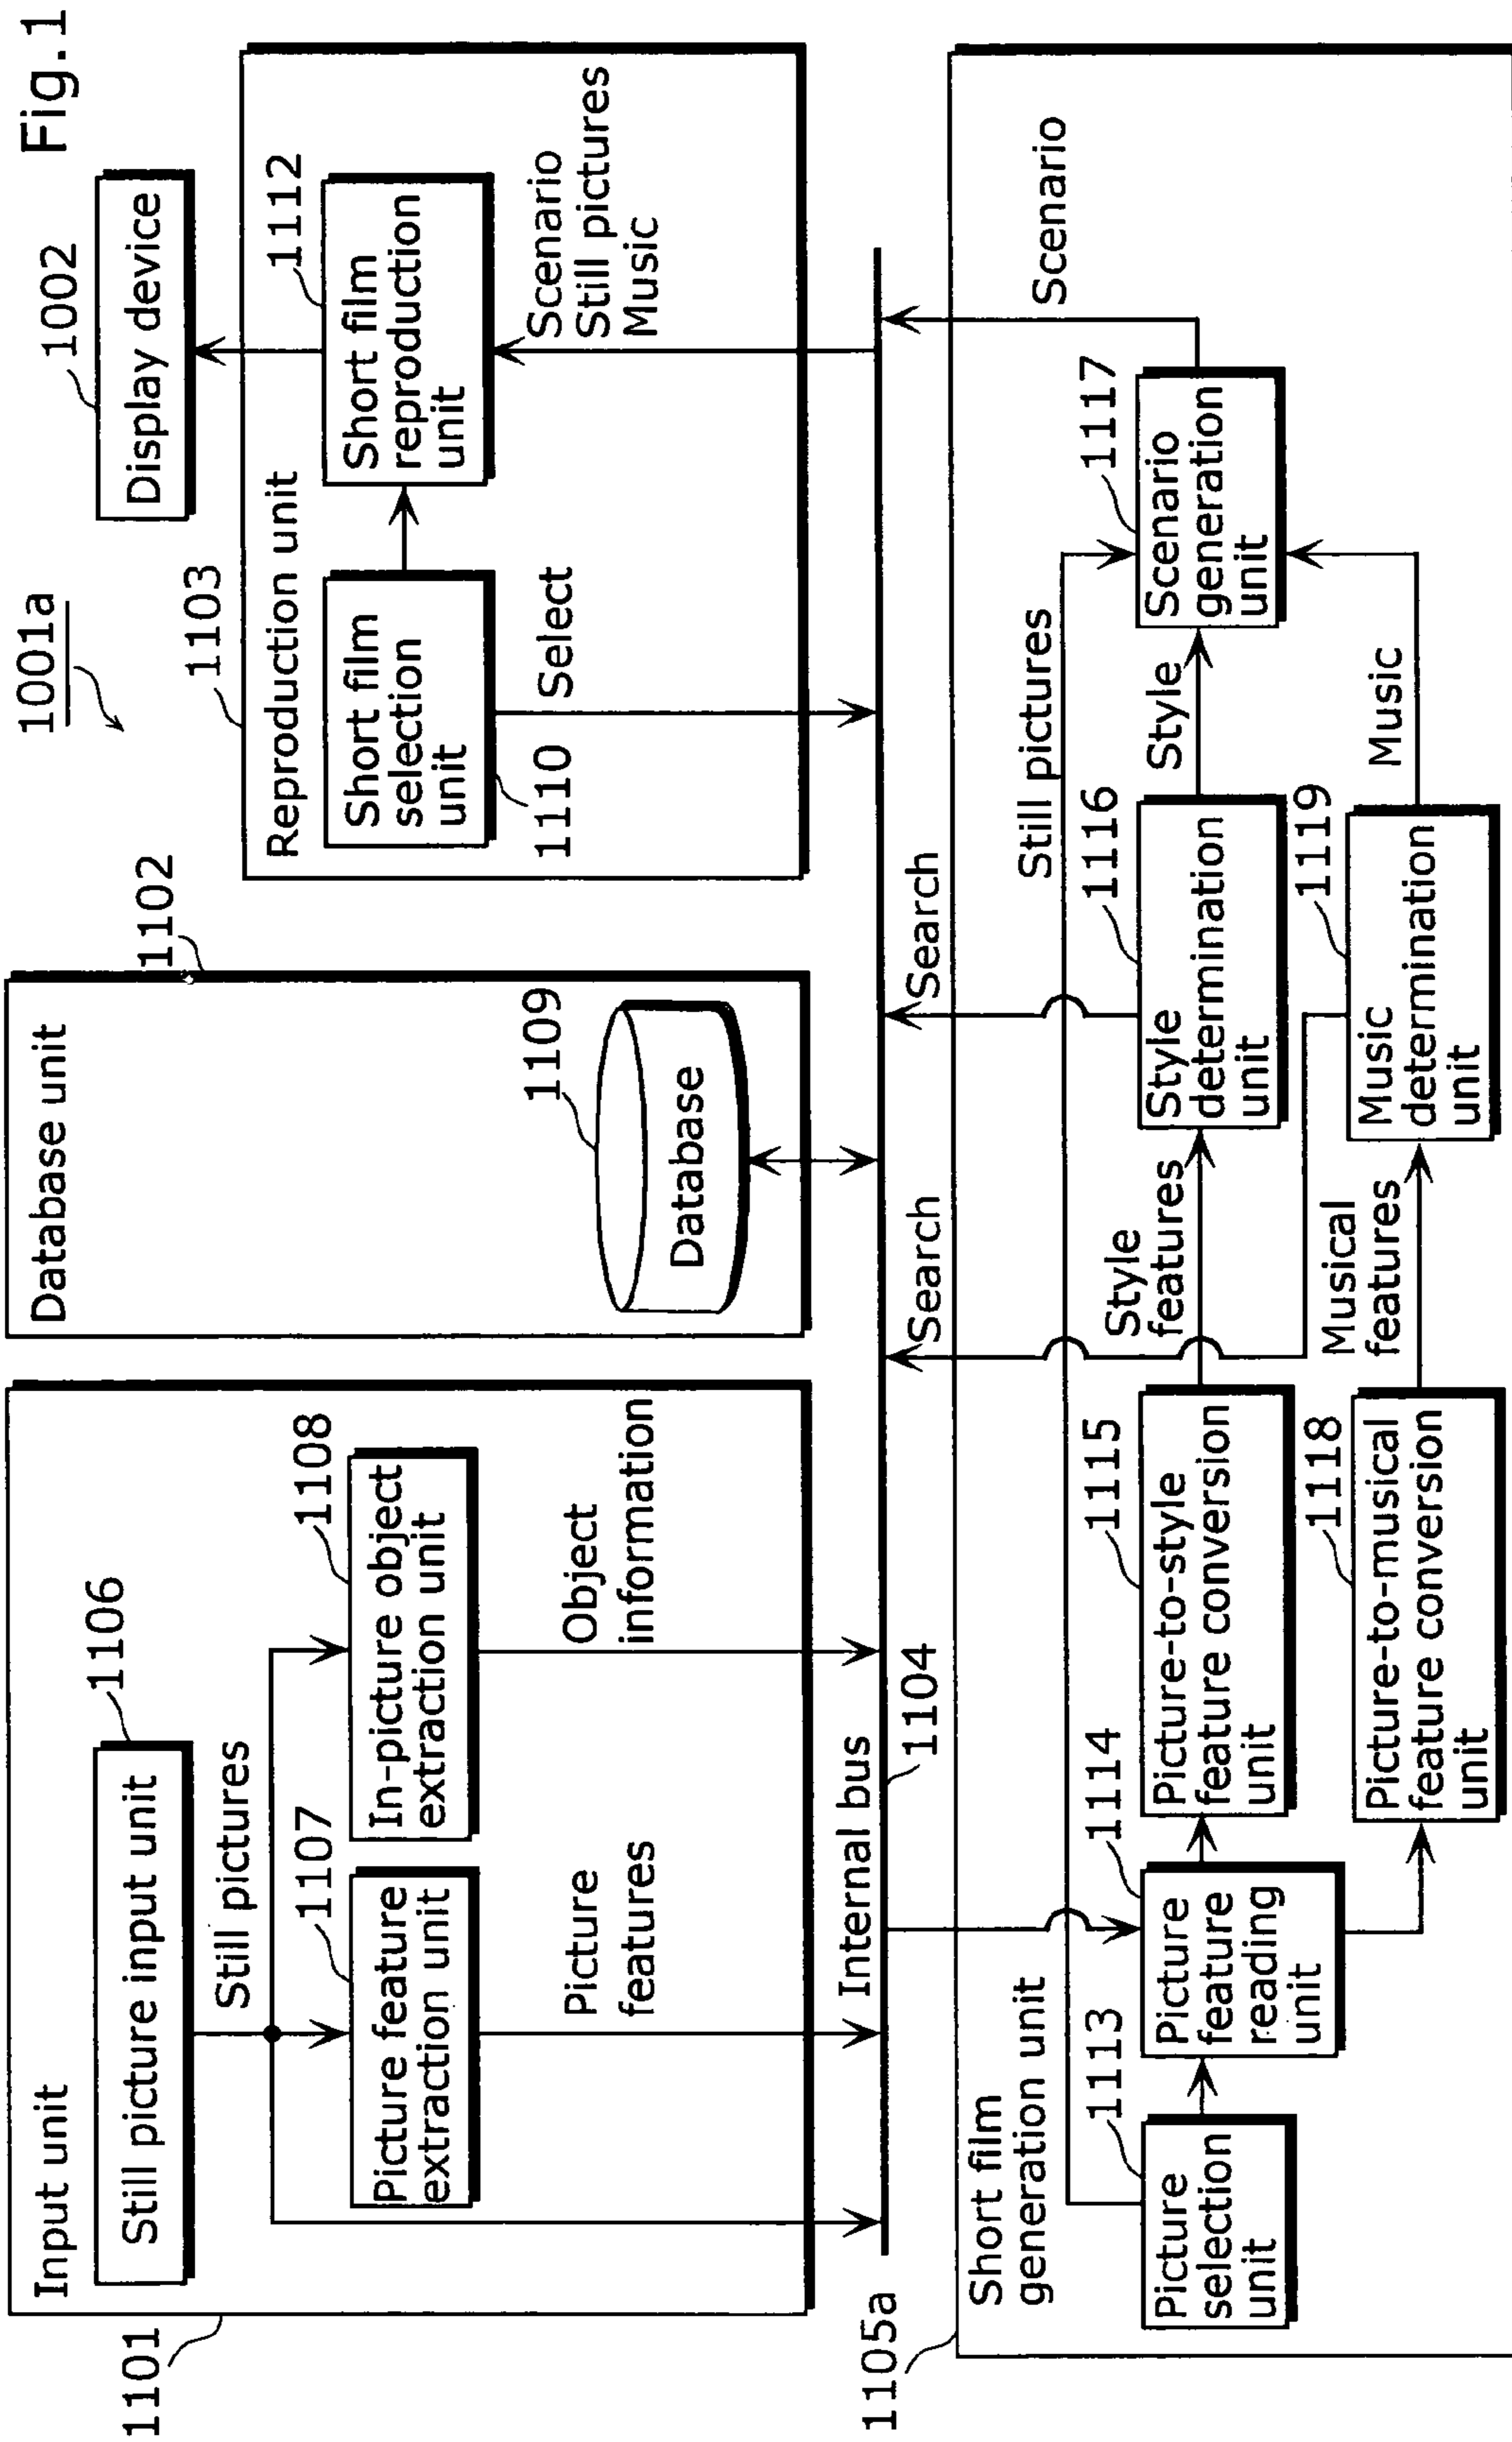 Fig.1
1001a
1002
Display device
1101
Input unit
1106
Still picture input unit
Still pictures
1107
Picture feature
extraction unit
1108
In-picture object
extraction unit
Picture
features
Object
information
1102
Database unit
1109
Database
1103
Reproduction unit
Short film
selection
unit
1110
Select
1112
Short film
reproduction
unit
Scenario
Still pictures
Music
Internal bus
1104
Search
Search
Scenario
1105a
Short film
generation unit
1113
Picture
selection
unit
1114
Picture
feature
reading
unit
1115
Picture-to-style
feature conversion
unit
Style
features
1116
Style
determination
unit
Still pictures
Style
1117
Scenario
generation
unit
1118
Picture-to-musical
feature conversion
unit
Musical
features
1119
Music
determination
unit
Music